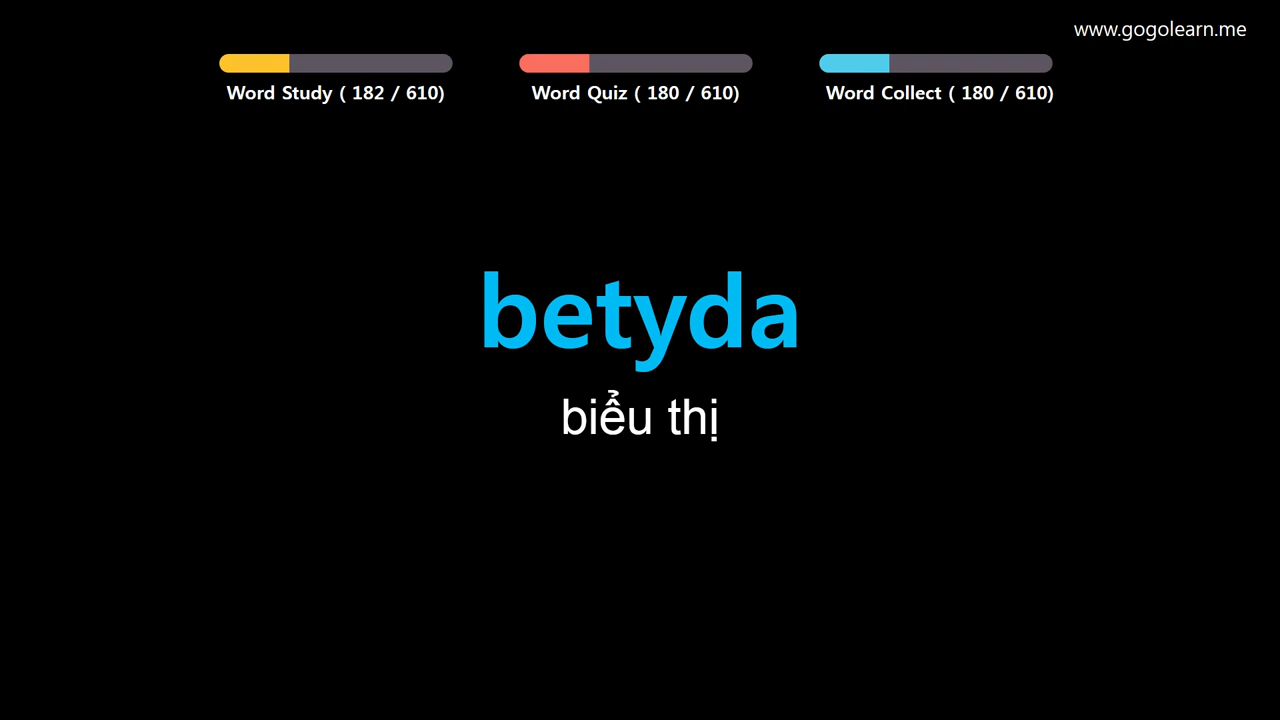 www.gogolearn.me
Word Study ( 182 / 610)
Word Quiz ( 180 / 610)
Word Collect ( 180 / 610)
betyda
biểu thị